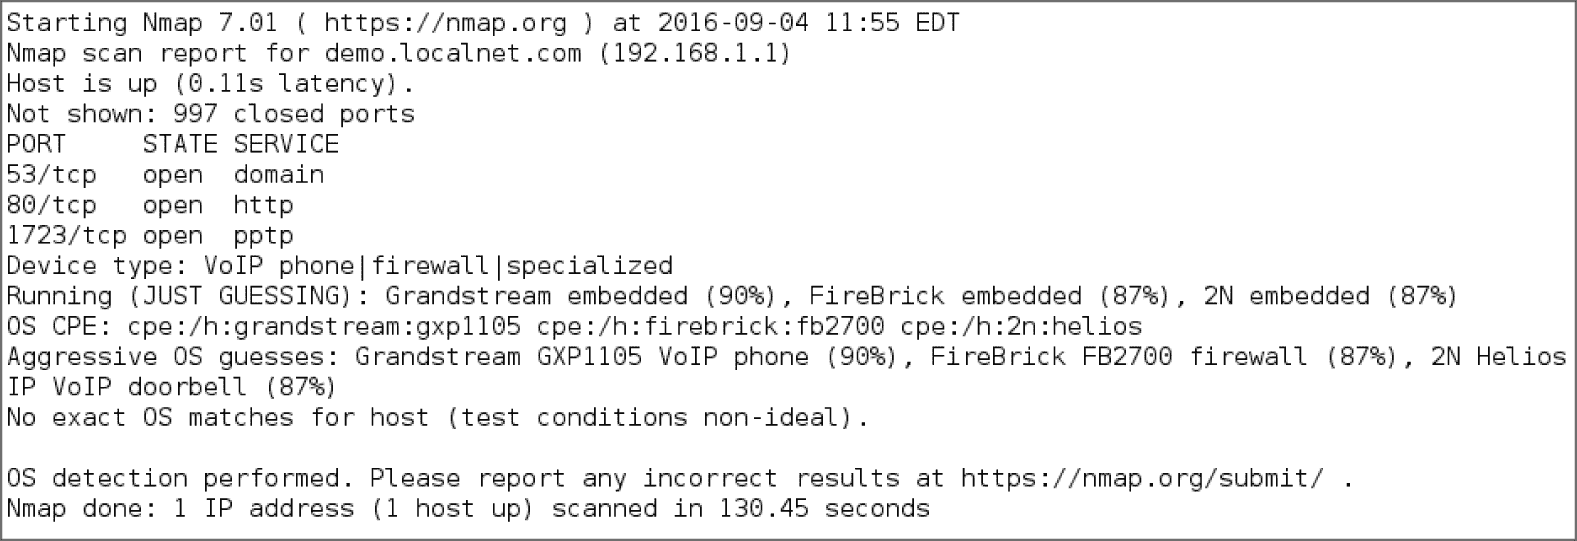 Starting Nmap 7.01 ( https://nmap.org ) at 2016-09-04 11:55 EDT
Nmap scan report for demo.localnet.com (192.168.1.1)
Host is up (0.11s latency).
Not shown: 997 closed ports
PORT     STATE SERVICE
53/tcp   open  domain
80/tcp   open  http
1723/tcp open  pptp
Device type: VoIP phone|firewall|specialized
Running (JUST GUESSING): Grandstream embedded (90%), FireBrick embedded (87%), 2N embedded (87%)
OS CPE: cpe:/h:grandstream:gxp1105 cpe:/h:firebrick:fb2700 cpe:/h:2n:helios
Aggressive OS guesses: Grandstream GXP1105 VoIP phone (90%), FireBrick FB2700 firewall (87%), 2N Helios
IP VoIP doorbell (87%)
No exact OS matches for host (test conditions non-ideal).

OS detection performed. Please report any incorrect results at https://nmap.org/submit/ .
Nmap done: 1 IP address (1 host up) scanned in 130.45 seconds